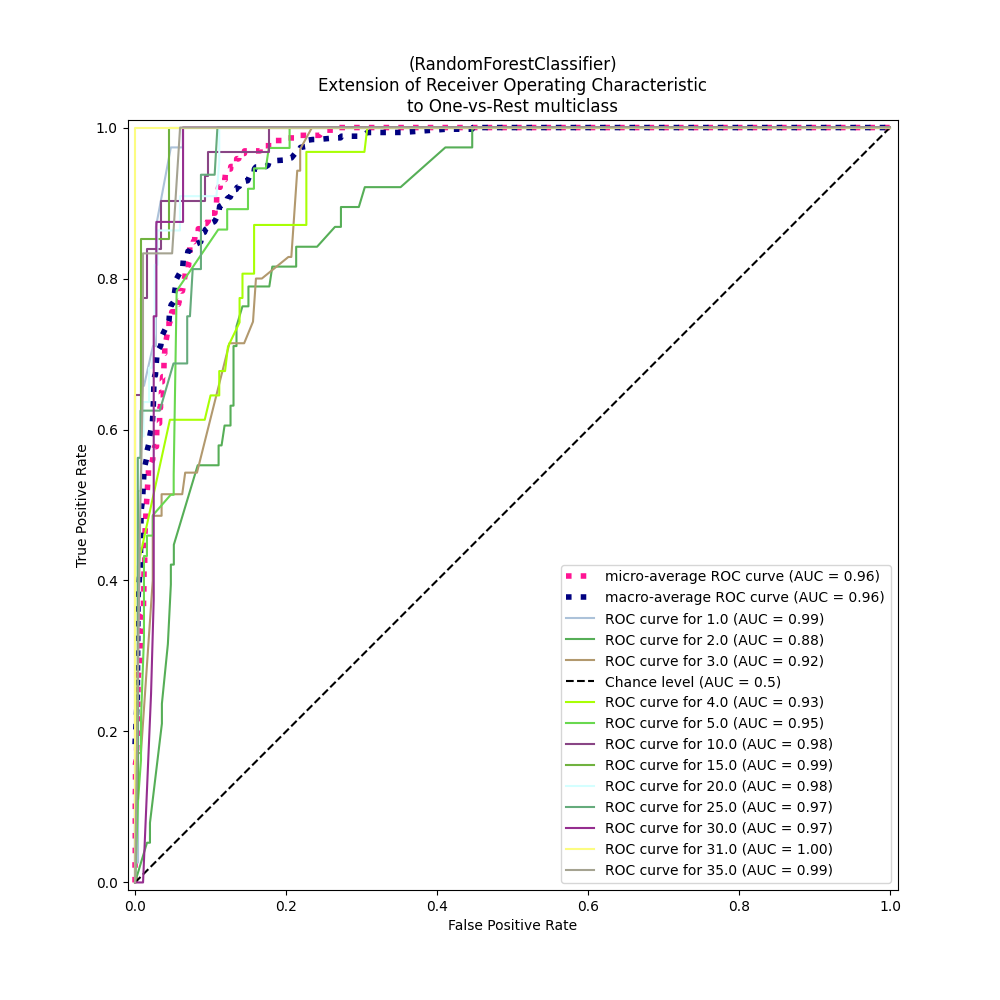 (RandomForestClassifier)
Extension of Receiver Operating Characteristic
to One-vs-Rest multiclass
1.0
0.8
0.6
0.4
0.2
0.0
True Positive Rate
micro-average ROC curve (AUC = 0.96)
macro-average ROC curve (AUC = 0.96)
ROC curve for 1.0 (AUC = 0.99)
ROC curve for 2.0 (AUC = 0.88)
ROC curve for 3.0 (AUC = 0.92)
Chance level (AUC = 0.5)
ROC curve for 4.0 (AUC = 0.93)
ROC curve for 5.0 (AUC = 0.95)
ROC curve for 10.0 (AUC = 0.98)
ROC curve for 15.0 (AUC = 0.99)
ROC curve for 20.0 (AUC = 0.98)
ROC curve for 25.0 (AUC = 0.97)
ROC curve for 30.0 (AUC = 0.97)
ROC curve for 31.0 (AUC = 1.00)
ROC curve for 35.0 (AUC = 0.99)
0.0 0.2 0.4 0.6 0.8 1.0
False Positive Rate